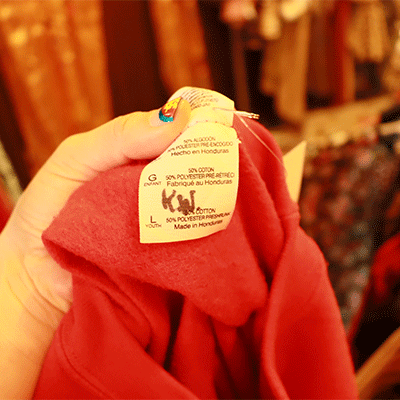 50% ALGODÓN
50% POLYESTER PRE-ENCOGIDO
Hecho en Honduras
G
ENFANT
50% COTON
50% POLYESTER PRÉ-RÉTRÉCI
Fabriqué au Honduras
K.W.
L
YOUTH
50% COTTON
50% POLYESTER PRESHRUNK
Made in Honduras